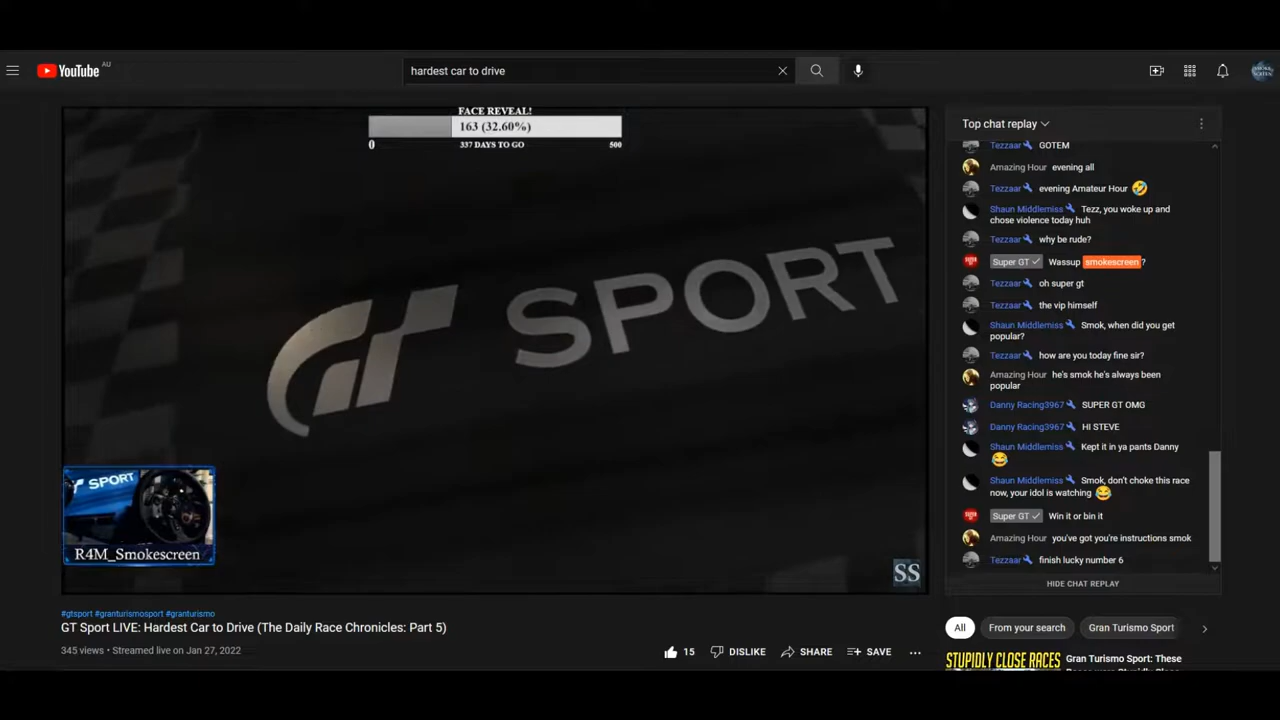 YouTube AU
hardest car to drive
FACE REVEAL!
163 (32.60%)
0 337 DAYS TO GO 500
GT SPORT
SPORT
R4M_Smokescreen
SS
#gtsport #granturismosport #granturismo
GT Sport LIVE: Hardest Car to Drive (The Daily Race Chronicles: Part 5)
345 views • Streamed live on Jan 27, 2022
15 DISLIKE SHARE SAVE
Top chat replay
Tezzaar GOTEM
Amazing Hour evening all
Tezzaar evening Amateur Hour 🤣
Shaun Middlemiss Tezz, you woke up and
chose violence today huh
Tezzaar why be rude?
Super GT Wassup smokescreen ?
Tezzaar oh super gt
Tezzaar the vip himself
Shaun Middlemiss Smok, when did you get
popular?
Tezzaar how are you today fine sir?
Amazing Hour he's smok he's always been
popular
Danny Racing3967 SUPER GT OMG
Danny Racing3967 HI STEVE
Shaun Middlemiss Kept it in ya pants Danny
😂
Shaun Middlemiss Smok, don't choke this race
now, your idol is watching 😂
Super GT Win it or bin it
Amazing Hour you've got you're instructions smok
Tezzaar finish lucky number 6
HIDE CHAT REPLAY
All From your search Gran Turismo Sport
STUPIDLY CLOSE RACES
Gran Turismo Sport: These